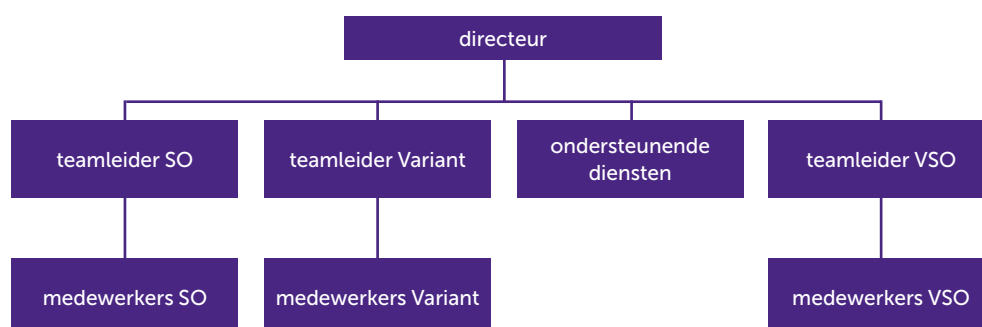 directeur
teamleider SO
teamleider Variant
ondersteunende
diensten
teamleider VSO
medewerkers SO
medewerkers Variant
medewerkers VSO